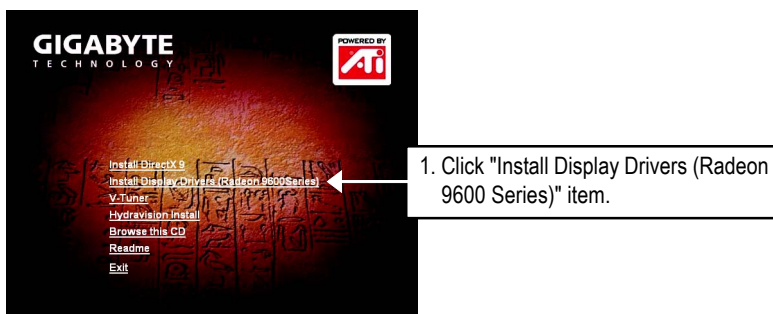 GIGABYTE
TECHNOLOGY
POWERED BY
ATi
Install DirectX 9
Install Display Drivers (Radeon 9600Series)
V-Tuner
Hydravision Install
Browse this CD
Readme
Exit
1. Click "Install Display Drivers (Radeon
9600 Series)" item.